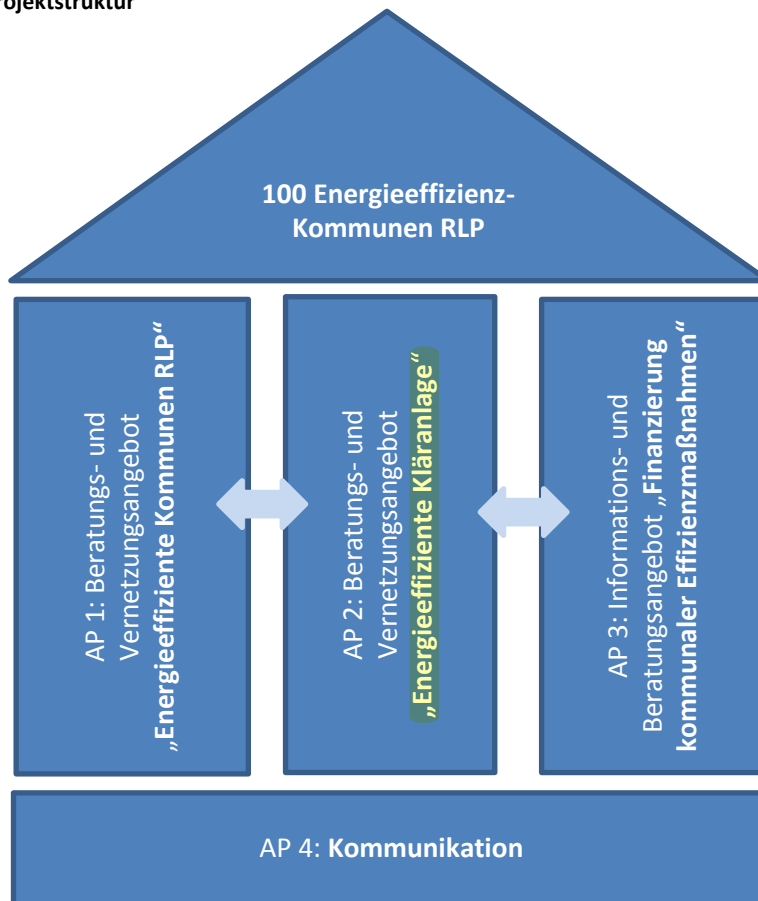 rojektstruktur
100 Energieeffizienz-
Kommunen RLP
AP 1: Beratungs- und
Vernetzungsangebot
„Energieeffiziente Kommunen RLP“
AP 2: Beratungs- und
Vernetzungsangebot
„Energieeffiziente Kläranlage“
AP 3: Informations- und
Beratungsangebot „Finanzierung
kommunaler Effizienzmaßnahmen“
AP 4: Kommunikation